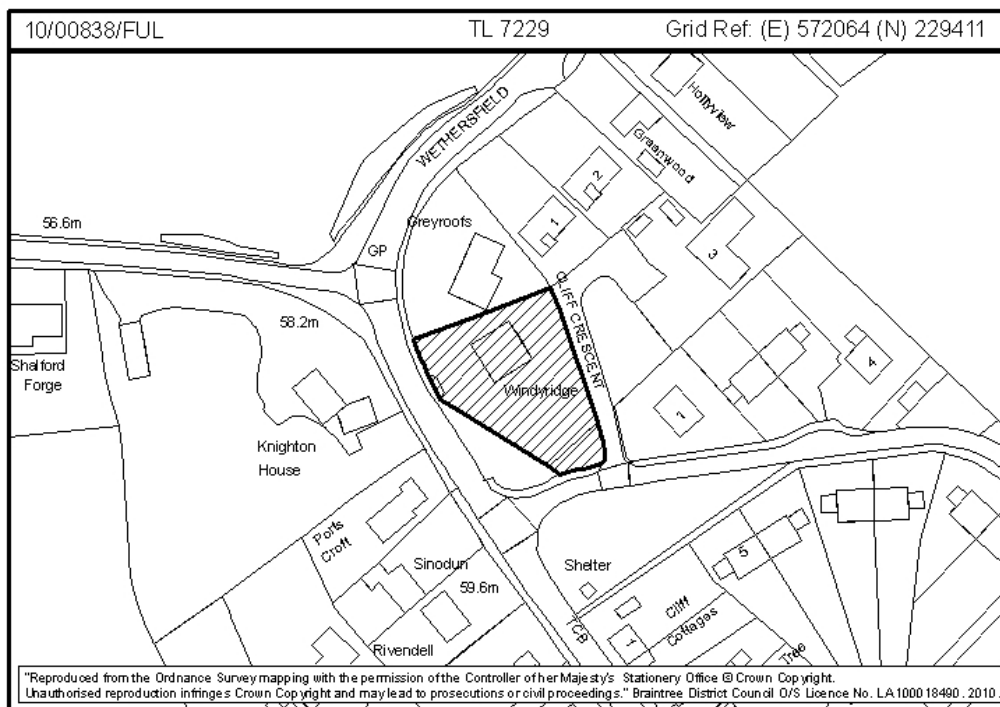 10/00838/FUL TL 7229 Grid Ref: (E) 572064 (N) 229411
Hollyview
WETHERSFIELD
Greenwood
2
56.6m
Greyroofs
1
GP
3
CLIFF CRESCENT
58.2m
Shalford
Forge
Windyridge
4
1
Knighton
House
Ports
Croft
Sinodun
5
Shelter
59.6m
Cliff
Cottages
TCB
1
Tree
Rivendell
"Reproduced from the Ordnance Survey mapping with the permission of the Controller of her Majesty's Stationery Office © Crown Copyright.
Unauthorised reproduction infringes Crown Copyright and may lead to prosecutions or civil proceedings." Braintree District Council O/S Licence No. LA100018490. 2010.